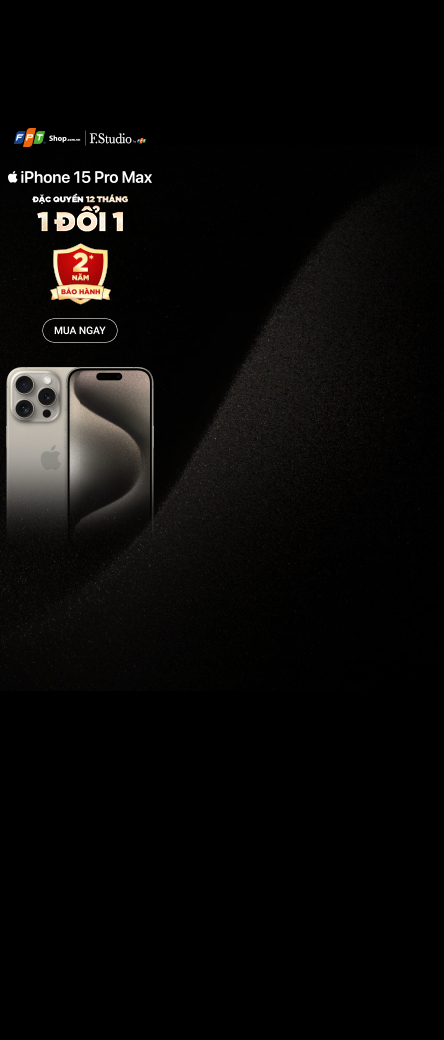 FPT Shop.com.vn F.Studio by FPT
iPhone 15 Pro Max
ĐẶC QUYỀN 12 THÁNG
1 ĐỔI 1
2*
NĂM
BẢO HÀNH
MUA NGAY